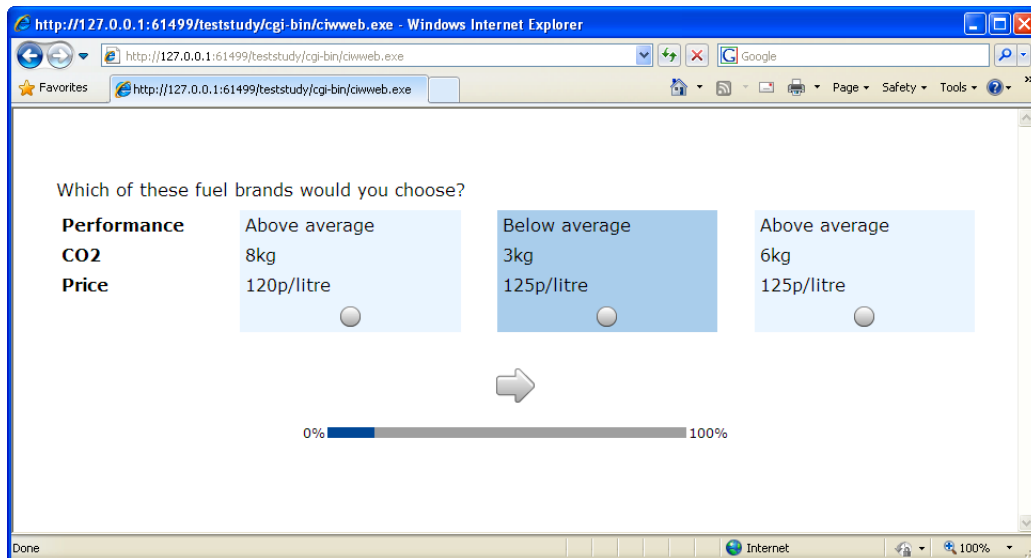 http://127.0.0.1:61499/teststudy/cgi-bin/ciwweb.exe - Windows Internet Explorer
http://127.0.0.1:61499/teststudy/cgi-bin/ciwweb.exe Google
Favorites http://127.0.0.1:61499/teststudy/cgi-bin/ciwweb.exe Page Safety Tools »
Which of these fuel brands would you choose?
Performance Above average Below average Above average
CO2 8kg 3kg 6kg
Price 120p/litre 125p/litre 125p/litre
0% 100%
Done Internet 100%